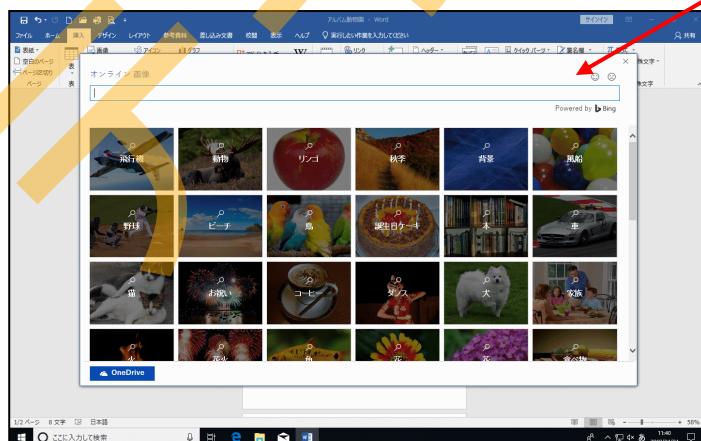 アルバム動物園 - Word
サインイン
ファイル ホーム 挿入 デザイン レイアウト 参考資料 差し込み文書 校閲 表示 ヘルプ 実行したい作業を入力してください
共有
表紙
空白のページ
ページ区切り
ページ
表
表
画像
アイコン
グラフ
リンク
ヘッダー
クイック パーツ
署名欄
オンライン 画像
Powered by Bing
飛行機 動物 リンゴ 秋季 背景 風船
野球 ビーチ 鳥 誕生日ケーキ 本 車
猫 お祝い コーヒー ダンス 犬 家族
火 花火 魚 花 花 食べ物
OneDrive
1/2 ページ 8 文字 日本語
58%
ここに入力して検索
あ
11:40